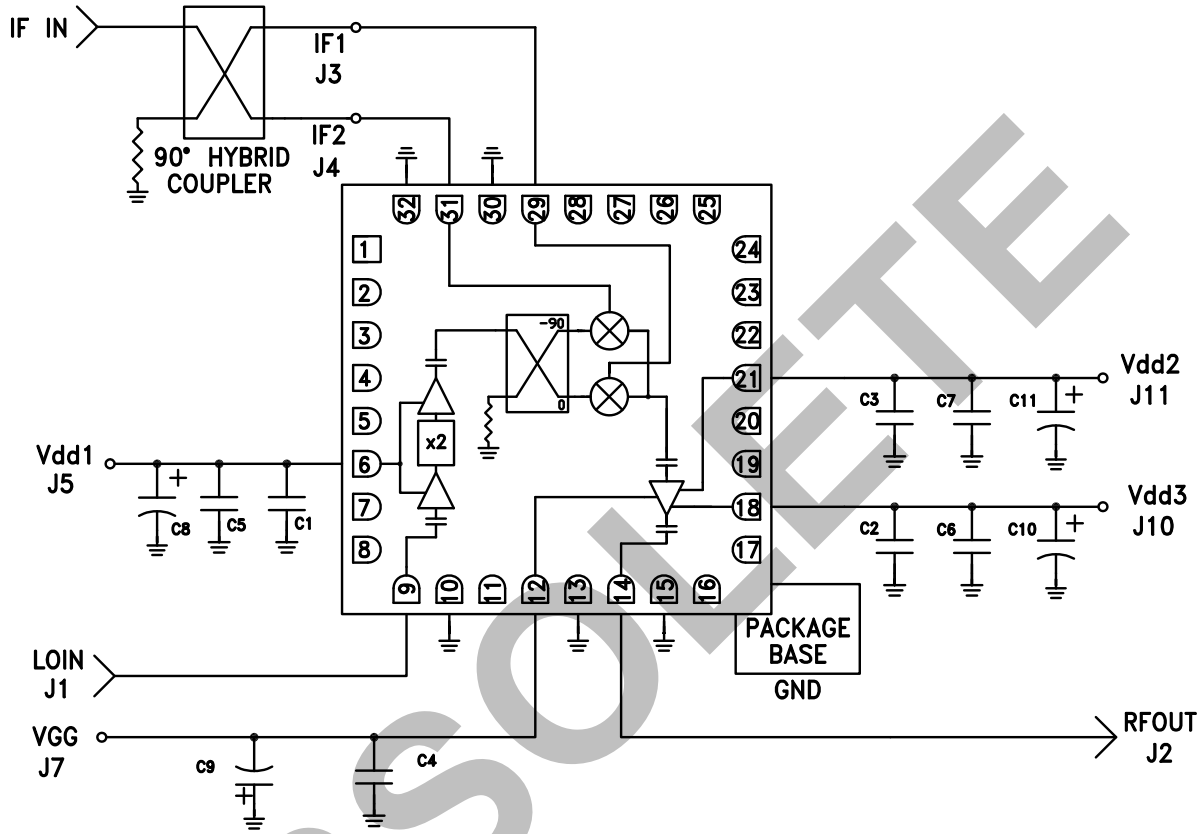 IF IN
IF1
J3
IF2
J4
90° HYBRID
COUPLER
32
31
30
29
28
27
26
25
1
2
3
4
5
6
7
8
24
23
22
21
20
19
18
17
-90
0
x2
9
10
11
12
13
14
15
16
Vdd1
J5
C8
C5
C1
Vdd2
J11
C3
C7
C11
+
Vdd3
J10
C2
C6
C10
+
+
PACKAGE
BASE
GND
LOIN
J1
VGG
J7
C9
+
C4
RFOUT
J2
OBSOLETE